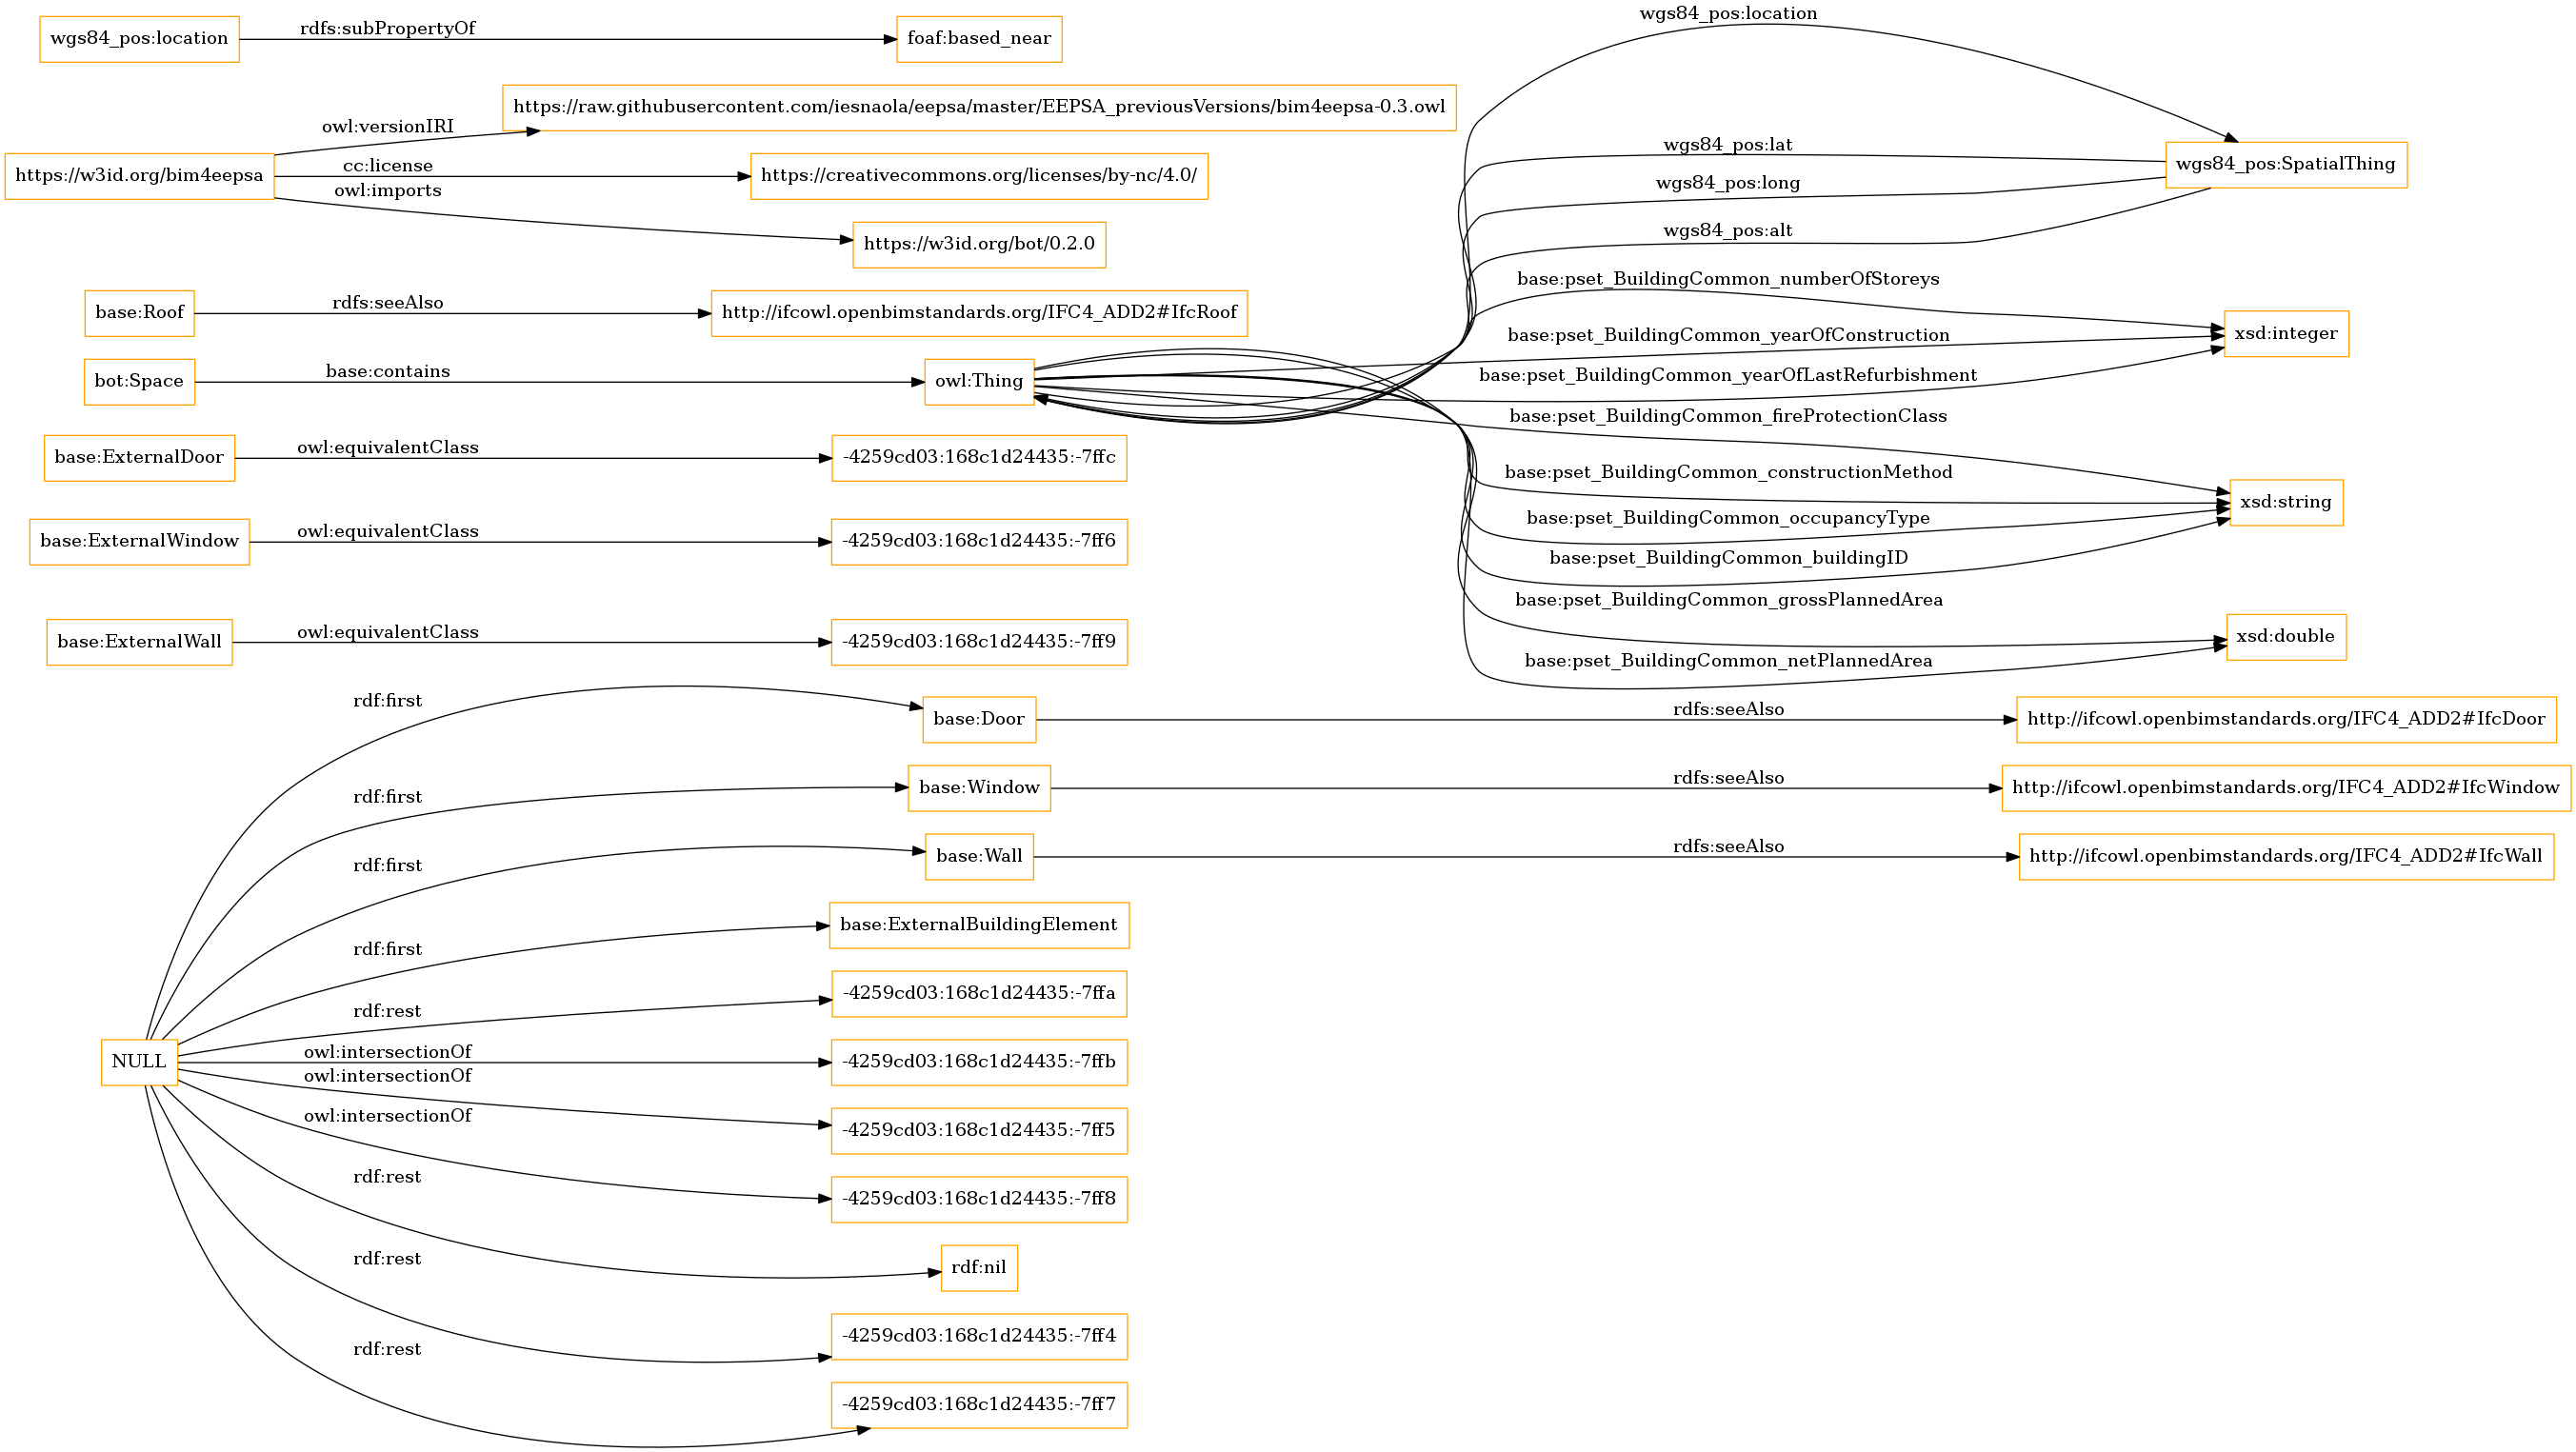 wgs84_pos:location
rdfs:subPropertyOf
foaf:based_near
wgs84_pos:location
https://raw.githubusercontent.com/iesnaola/eepsa/master/EEPSA_previousVersions/bim4eepsa-0.3.owl
owl:versionIRI
https://w3id.org/bim4eepsa
cc:license
https://creativecommons.org/licenses/by-nc/4.0/
owl:imports
https://w3id.org/bot/0.2.0
wgs84_pos:lat
wgs84_pos:SpatialThing
wgs84_pos:long
wgs84_pos:alt
base:Roof
rdfs:seeAlso
http://ifcowl.openbimstandards.org/IFC4_ADD2#IfcRoof
base:pset_BuildingCommon_numberOfStoreys
base:pset_BuildingCommon_yearOfConstruction
xsd:integer
bot:Space
base:contains
owl:Thing
base:pset_BuildingCommon_yearOfLastRefurbishment
base:pset_BuildingCommon_fireProtectionClass
base:ExternalDoor
owl:equivalentClass
-4259cd03:168c1d24435:-7ffc
base:pset_BuildingCommon_constructionMethod
xsd:string
base:pset_BuildingCommon_occupancyType
base:ExternalWindow
owl:equivalentClass
-4259cd03:168c1d24435:-7ff6
base:pset_BuildingCommon_buildingID
base:pset_BuildingCommon_grossPlannedArea
base:ExternalWall
owl:equivalentClass
-4259cd03:168c1d24435:-7ff9
xsd:double
base:pset_BuildingCommon_netPlannedArea
rdf:first
base:Door
rdfs:seeAlso
http://ifcowl.openbimstandards.org/IFC4_ADD2#IfcDoor
rdf:first
base:Window
rdfs:seeAlso
http://ifcowl.openbimstandards.org/IFC4_ADD2#IfcWindow
rdf:first
base:Wall
rdfs:seeAlso
http://ifcowl.openbimstandards.org/IFC4_ADD2#IfcWall
rdf:first
base:ExternalBuildingElement
rdf:rest
-4259cd03:168c1d24435:-7ffa
NULL
owl:intersectionOf
-4259cd03:168c1d24435:-7ffb
owl:intersectionOf
-4259cd03:168c1d24435:-7ff5
owl:intersectionOf
-4259cd03:168c1d24435:-7ff8
rdf:rest
rdf:nil
rdf:rest
-4259cd03:168c1d24435:-7ff4
rdf:rest
-4259cd03:168c1d24435:-7ff7